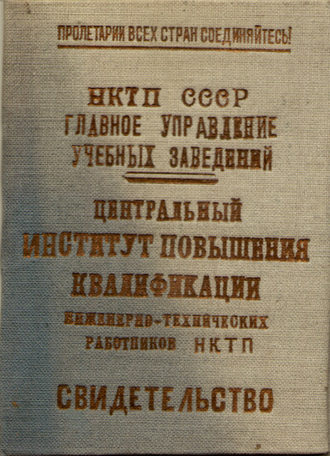 ПРОЛЕТАРИИ ВСЕХ СТРАН СОЕДИНЯЙТЕСЬ!
НКТП СССР
ГЛАВНОЕ УПРАВЛЕНИЕ
УЧЕБНЫХ ЗАВЕДЕНИЙ
ЦЕНТРАЛЬНЫЙ
ИНСТИТУТ ПОВЫШЕНИЯ
КВАЛИФИКАЦИИ
ИНЖЕНЕРНО-ТЕХНИЧЕСКИХ
РАБОТНИКОВ НКТП
СВИДЕТЕЛЬСТВО